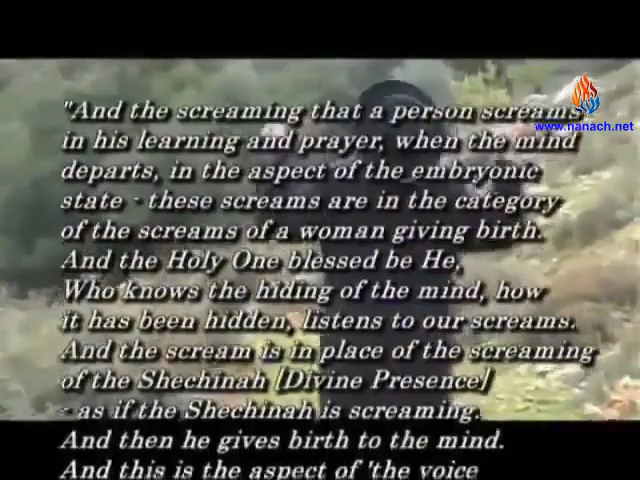 "And the screaming that a person screams
www.nanach.net
in his learning and prayer, when the mind
departs, in the aspect of the embryonic
state - these screams are in the category
of the screams of a woman giving birth.
And the Holy One blessed be He,
Who knows the hiding of the mind, how
it has been hidden, listens to our screams.
And the scream is in place of the screaming
of the Shechinah [Divine Presence]
- as if the Shechinah is screaming.
And then he gives birth to the mind.
And this is the aspect of 'the voice